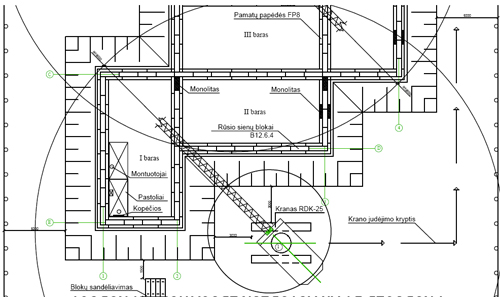 Pamatų papėdės FP8
III baras
Monolitas
Monolitas
II baras
Rūsio sienų blokai
B12.6.4
I baras
Montuotojai
Pastoliai
Kopėčios
Kranas RDK-25
Krano judėjimo kryptis
Blokų sandėliavimas